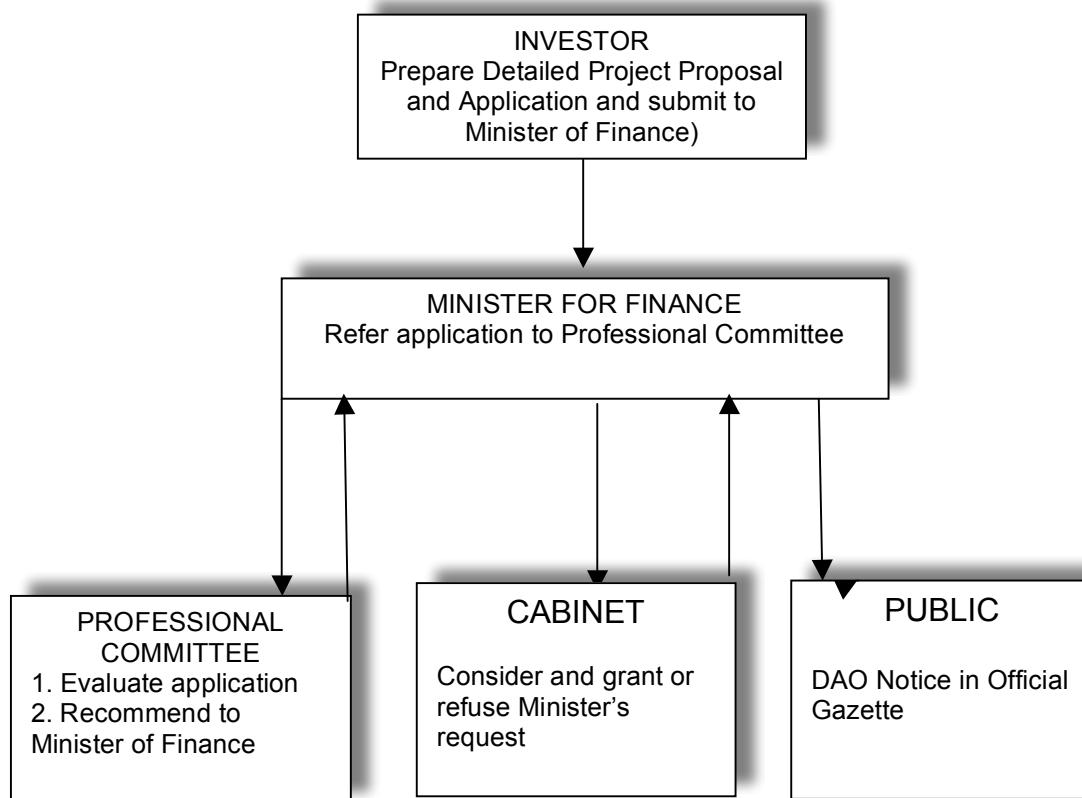 INVESTOR
Prepare Detailed Project Proposal
and Application and submit to
Minister of Finance)
MINISTER FOR FINANCE
Refer application to Professional Committee
PROFESSIONAL
COMMITTEE
1. Evaluate application
2. Recommend to
Minister of Finance
CABINET
Consider and grant or
refuse Minister’s
request
PUBLIC
DAO Notice in Official
Gazette